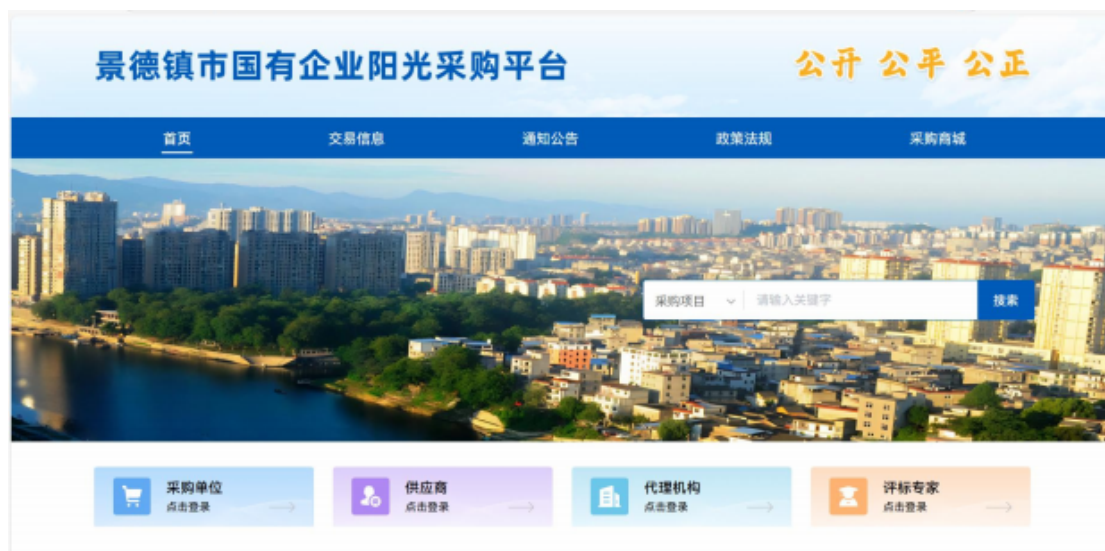 景德镇市国有企业阳光采购平台
公开 公平 公正
首页 交易信息 通知公告 政策法规 采购商城
采购项目 请输入关键字 搜索
采购单位 供应商 代理机构 评标专家
点击登录 点击登录 点击登录 点击登录